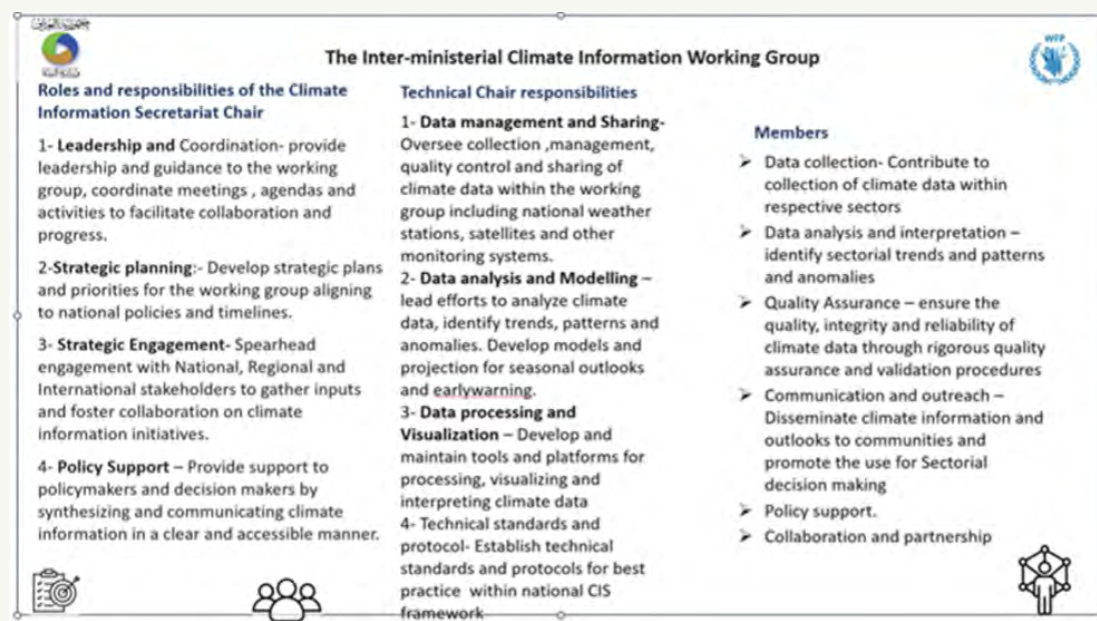 The Inter-ministerial Climate Information Working Group
WFP
Roles and responsibilities of the Climate
Information Secretariat Chair
1- Leadership and Coordination- provide
leadership and guidance to the working
group, coordinate meetings , agendas and
activities to facilitate collaboration and
progress.
2-Strategic planning:- Develop strategic plans
and priorities for the working group aligning
to national policies and timelines.
3- Strategic Engagement- Spearhead
engagement with National, Regional and
International stakeholders to gather inputs
and foster collaboration on climate
information initiatives.
4- Policy Support – Provide support to
policymakers and decision makers by
synthesizing and communicating climate
information in a clear and accessible manner.
Technical Chair responsibilities
1- Data management and Sharing-
Oversee collection ,management,
quality control and sharing of
climate data within the working
group including national weather
stations, satellites and other
monitoring systems.
2- Data analysis and Modelling –
lead efforts to analyze climate
data, identify trends, patterns and
anomalies. Develop models and
projection for seasonal outlooks
and earlywarning.
3- Data processing and
Visualization – Develop and
maintain tools and platforms for
processing, visualizing and
interpreting climate data
4- Technical standards and
protocol- Establish technical
standards and protocols for best
practice within national CIS
framework
Members
➢ Data collection- Contribute to
collection of climate data within
respective sectors
➢ Data analysis and interpretation –
identify sectorial trends and patterns
and anomalies
➢ Quality Assurance – ensure the
quality, integrity and reliability of
climate data through rigorous quality
assurance and validation procedures
➢ Communication and outreach –
Disseminate climate information and
outlooks to communities and
promote the use for Sectorial
decision making
➢ Policy support.
➢ Collaboration and partnership